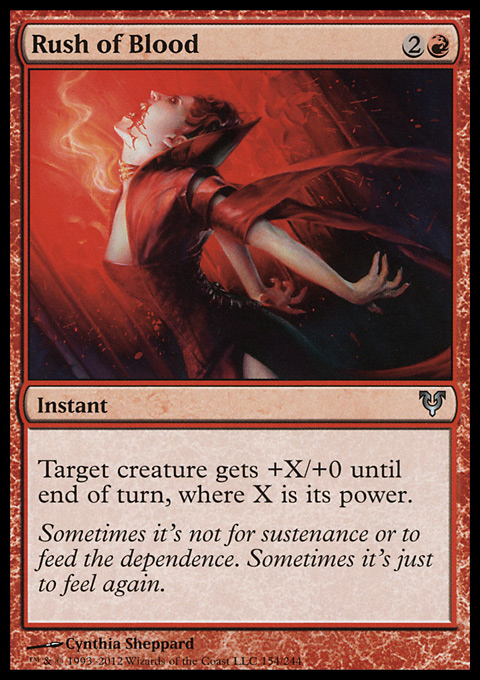 Rush of Blood 2
Instant
Target creature gets +X/+0 until
end of turn, where X is its power.
Sometimes it's not for sustenance or to
feed the dependence. Sometimes it's just
to feel again.
Cynthia Sheppard
™ & © 1993–2012 Wizards of the Coast LLC 154/244